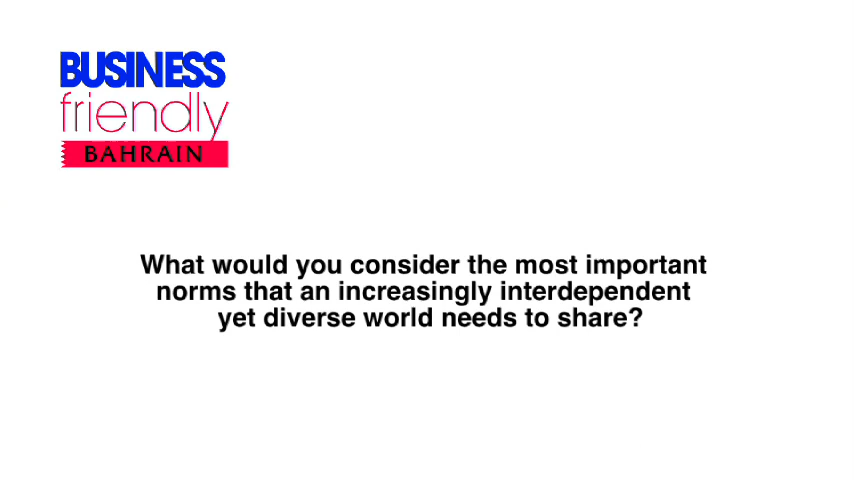 BUSINESS
friendly
BAHRAIN
What would you consider the most important
norms that an increasingly interdependent
yet diverse world needs to share?